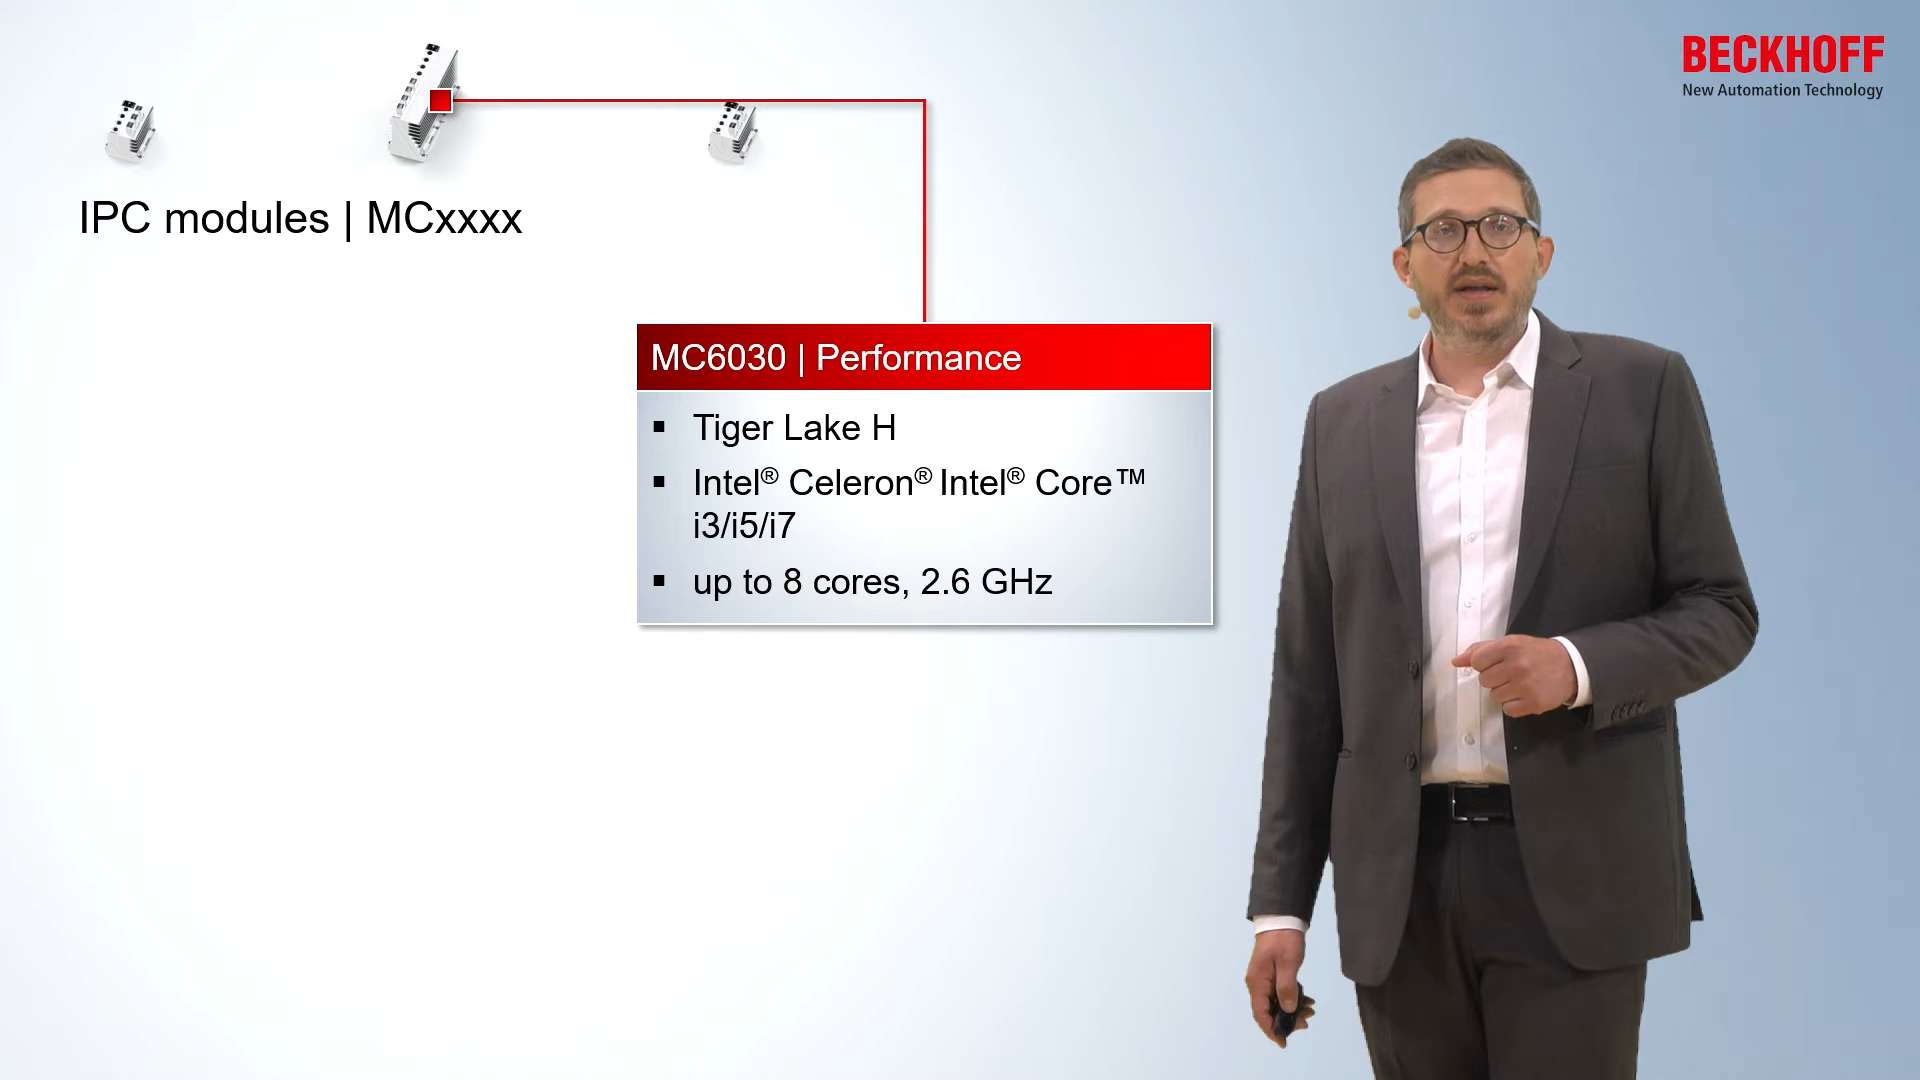 BECKHOFF
New Automation Technology
IPC modules | MCxxxx
MC6030 | Performance
▪ Tiger Lake H
▪ Intel® Celeron® Intel® Core™
i3/i5/i7
▪ up to 8 cores, 2.6 GHz